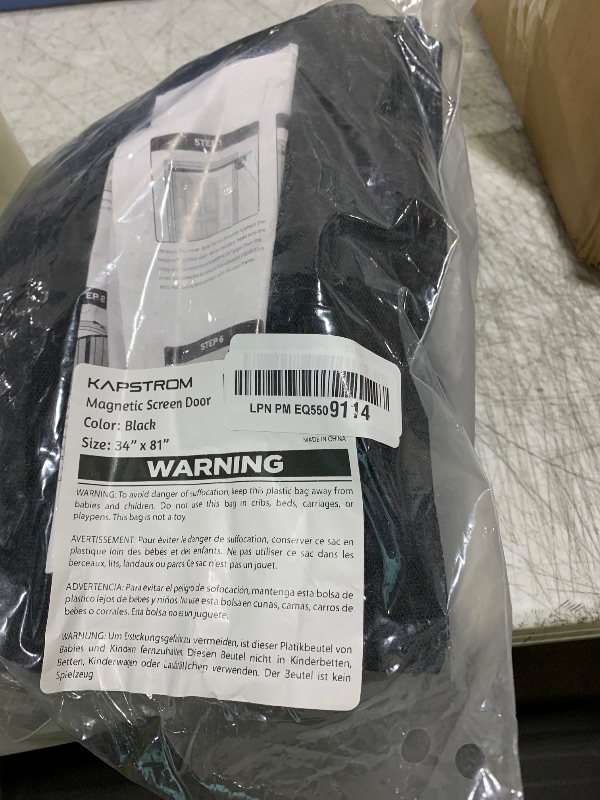 STEP
STEP 6
KAPSTROM
Magnetic Screen Door
Color: Black
Size: 34" x 81"
LPN PM EQ5509114
MADE IN CHINA
WARNING
WARNING: To avoid danger of suffocation, keep this plastic bag away from
babies and children. Do not use this bag in cribs, beds, carriages, or
playpens. This bag is not a toy
AVERTISSEMENT: Pour éviter le danger de suffocation, conserver ce sac en
plastique loin des bébés et des enfants. Ne pas utiliser ce sac dans les
berceaux, lits, landaux ou parcs Ce sac n'est pas un jouet.
ADVERTENCIA: Para evitar el peligro de sofocación, mantenga esta bolsa de
plastico lejos de bebes y niños No use esta bolsa en cunas, camas, carros de
bebes o corrales. Esta bolsa no es un juguete.
WARNUNG: Um Erstickungsgefahr zu vermeiden, ist dieser Platikbeutel von
Babies und Kindern fernzuhalten. Diesen Beutel nicht in Kinderbetten,
Betten, Kinderwagen oder Laufställchen verwenden. Der Beutel ist kein
Spielzeug.